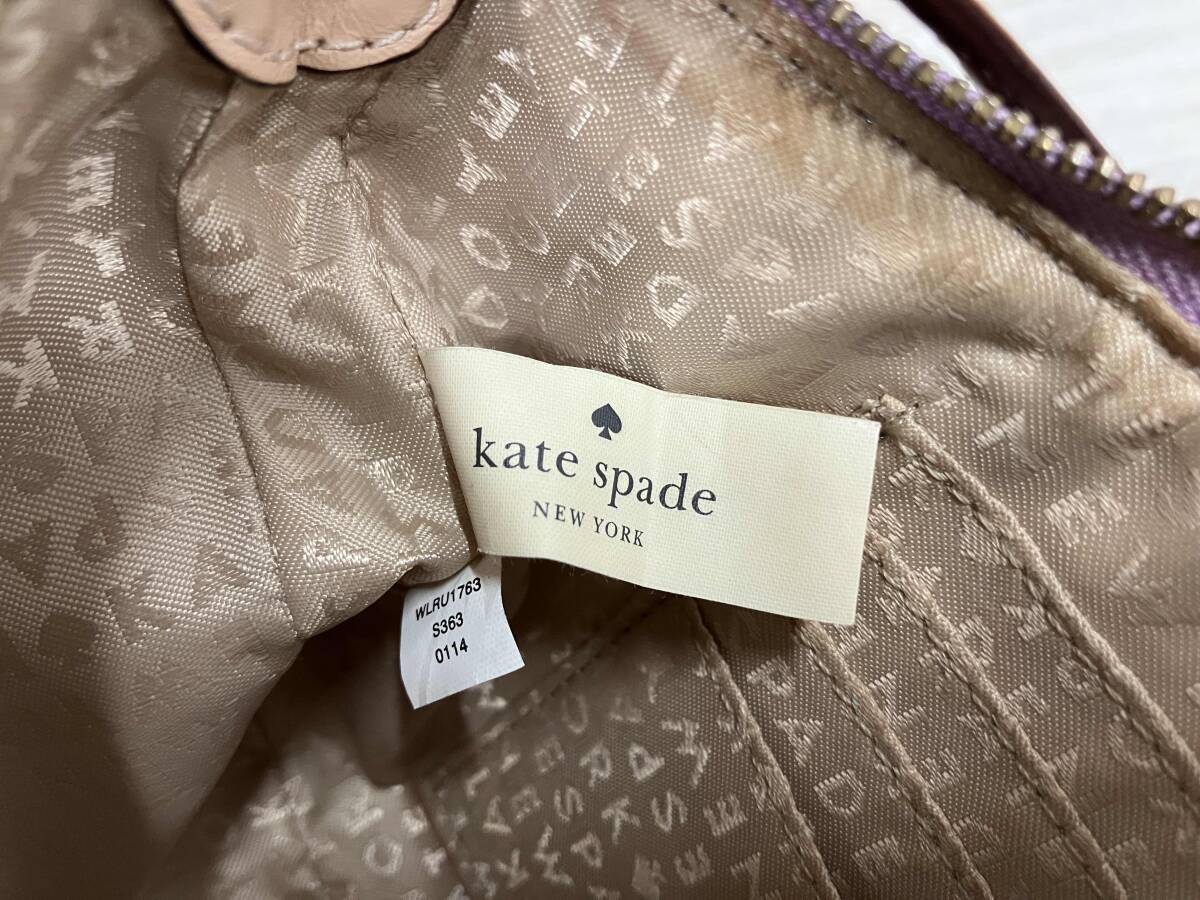 kate spade
NEW YORK
WLRU1763
S363
0114